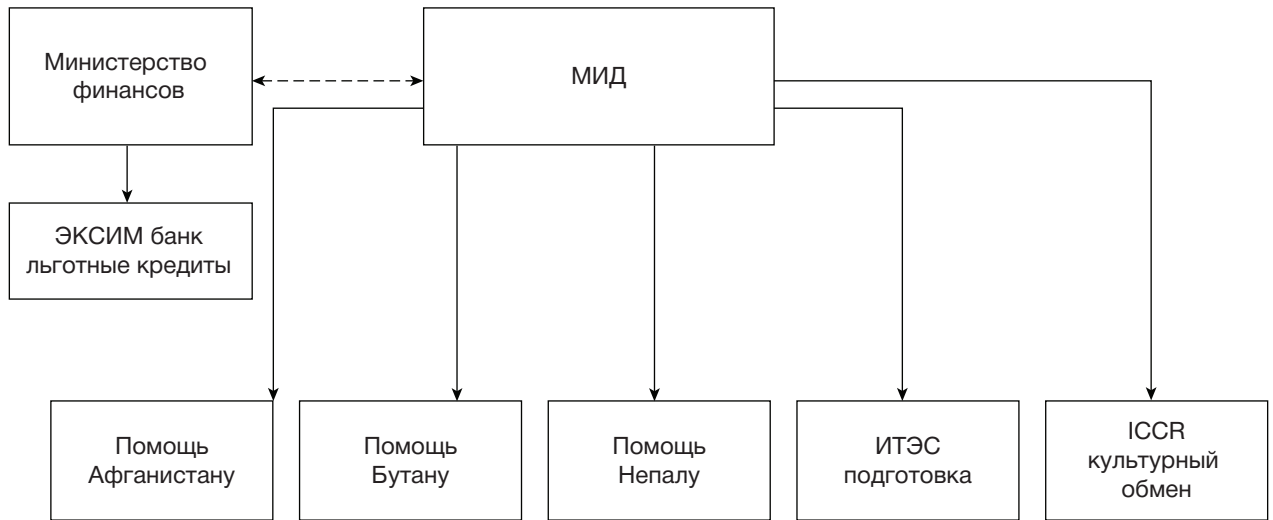 Министерство
финансов
МИД
ЭКСИМ банк
льготные кредиты
Помощь
Афганистану
Помощь
Бутану
Помощь
Непалу
ИТЭС
подготовка
ICCR
культурный
обмен